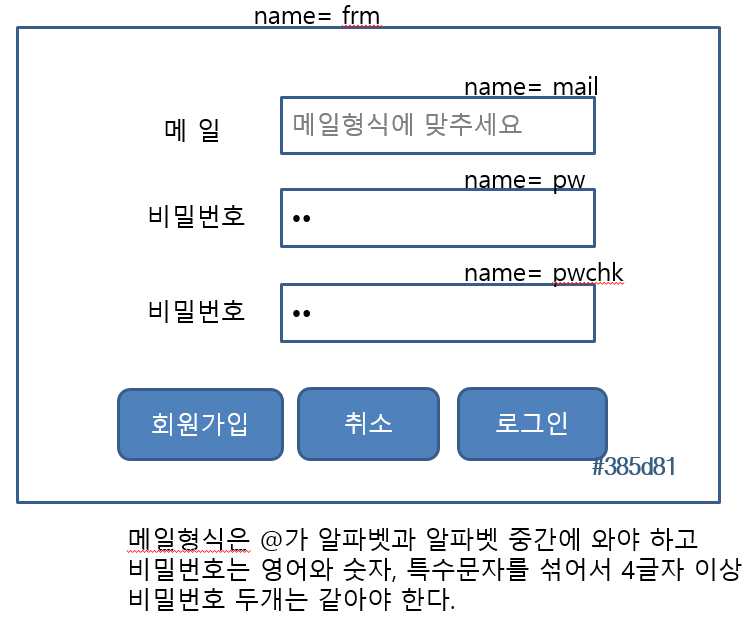 name= frm
name= mail
메 일
메일형식에 맞추세요
name= pw
비밀번호
••
name= pwchk
비밀번호
••
회원가입 취소 로그인
#385d81
메일형식은 @가 알파벳과 알파벳 중간에 와야 하고
비밀번호는 영어와 숫자, 특수문자를 섞어서 4글자 이상
비밀번호 두개는 같아야 한다.